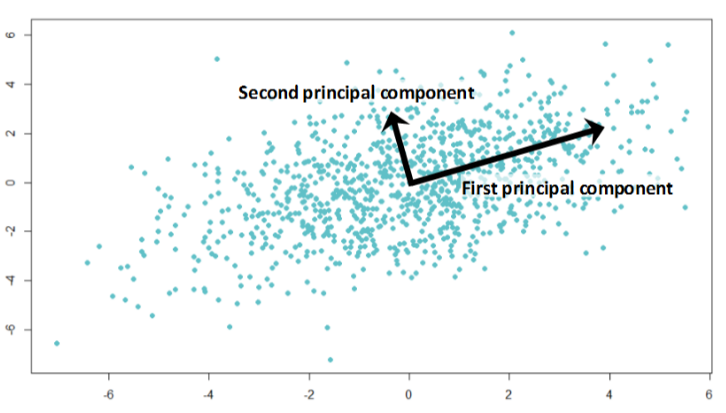 6
4
Second principal component
2
0
First principal component
-2
-4
-6
-6 -4 -2 0 2 4 6